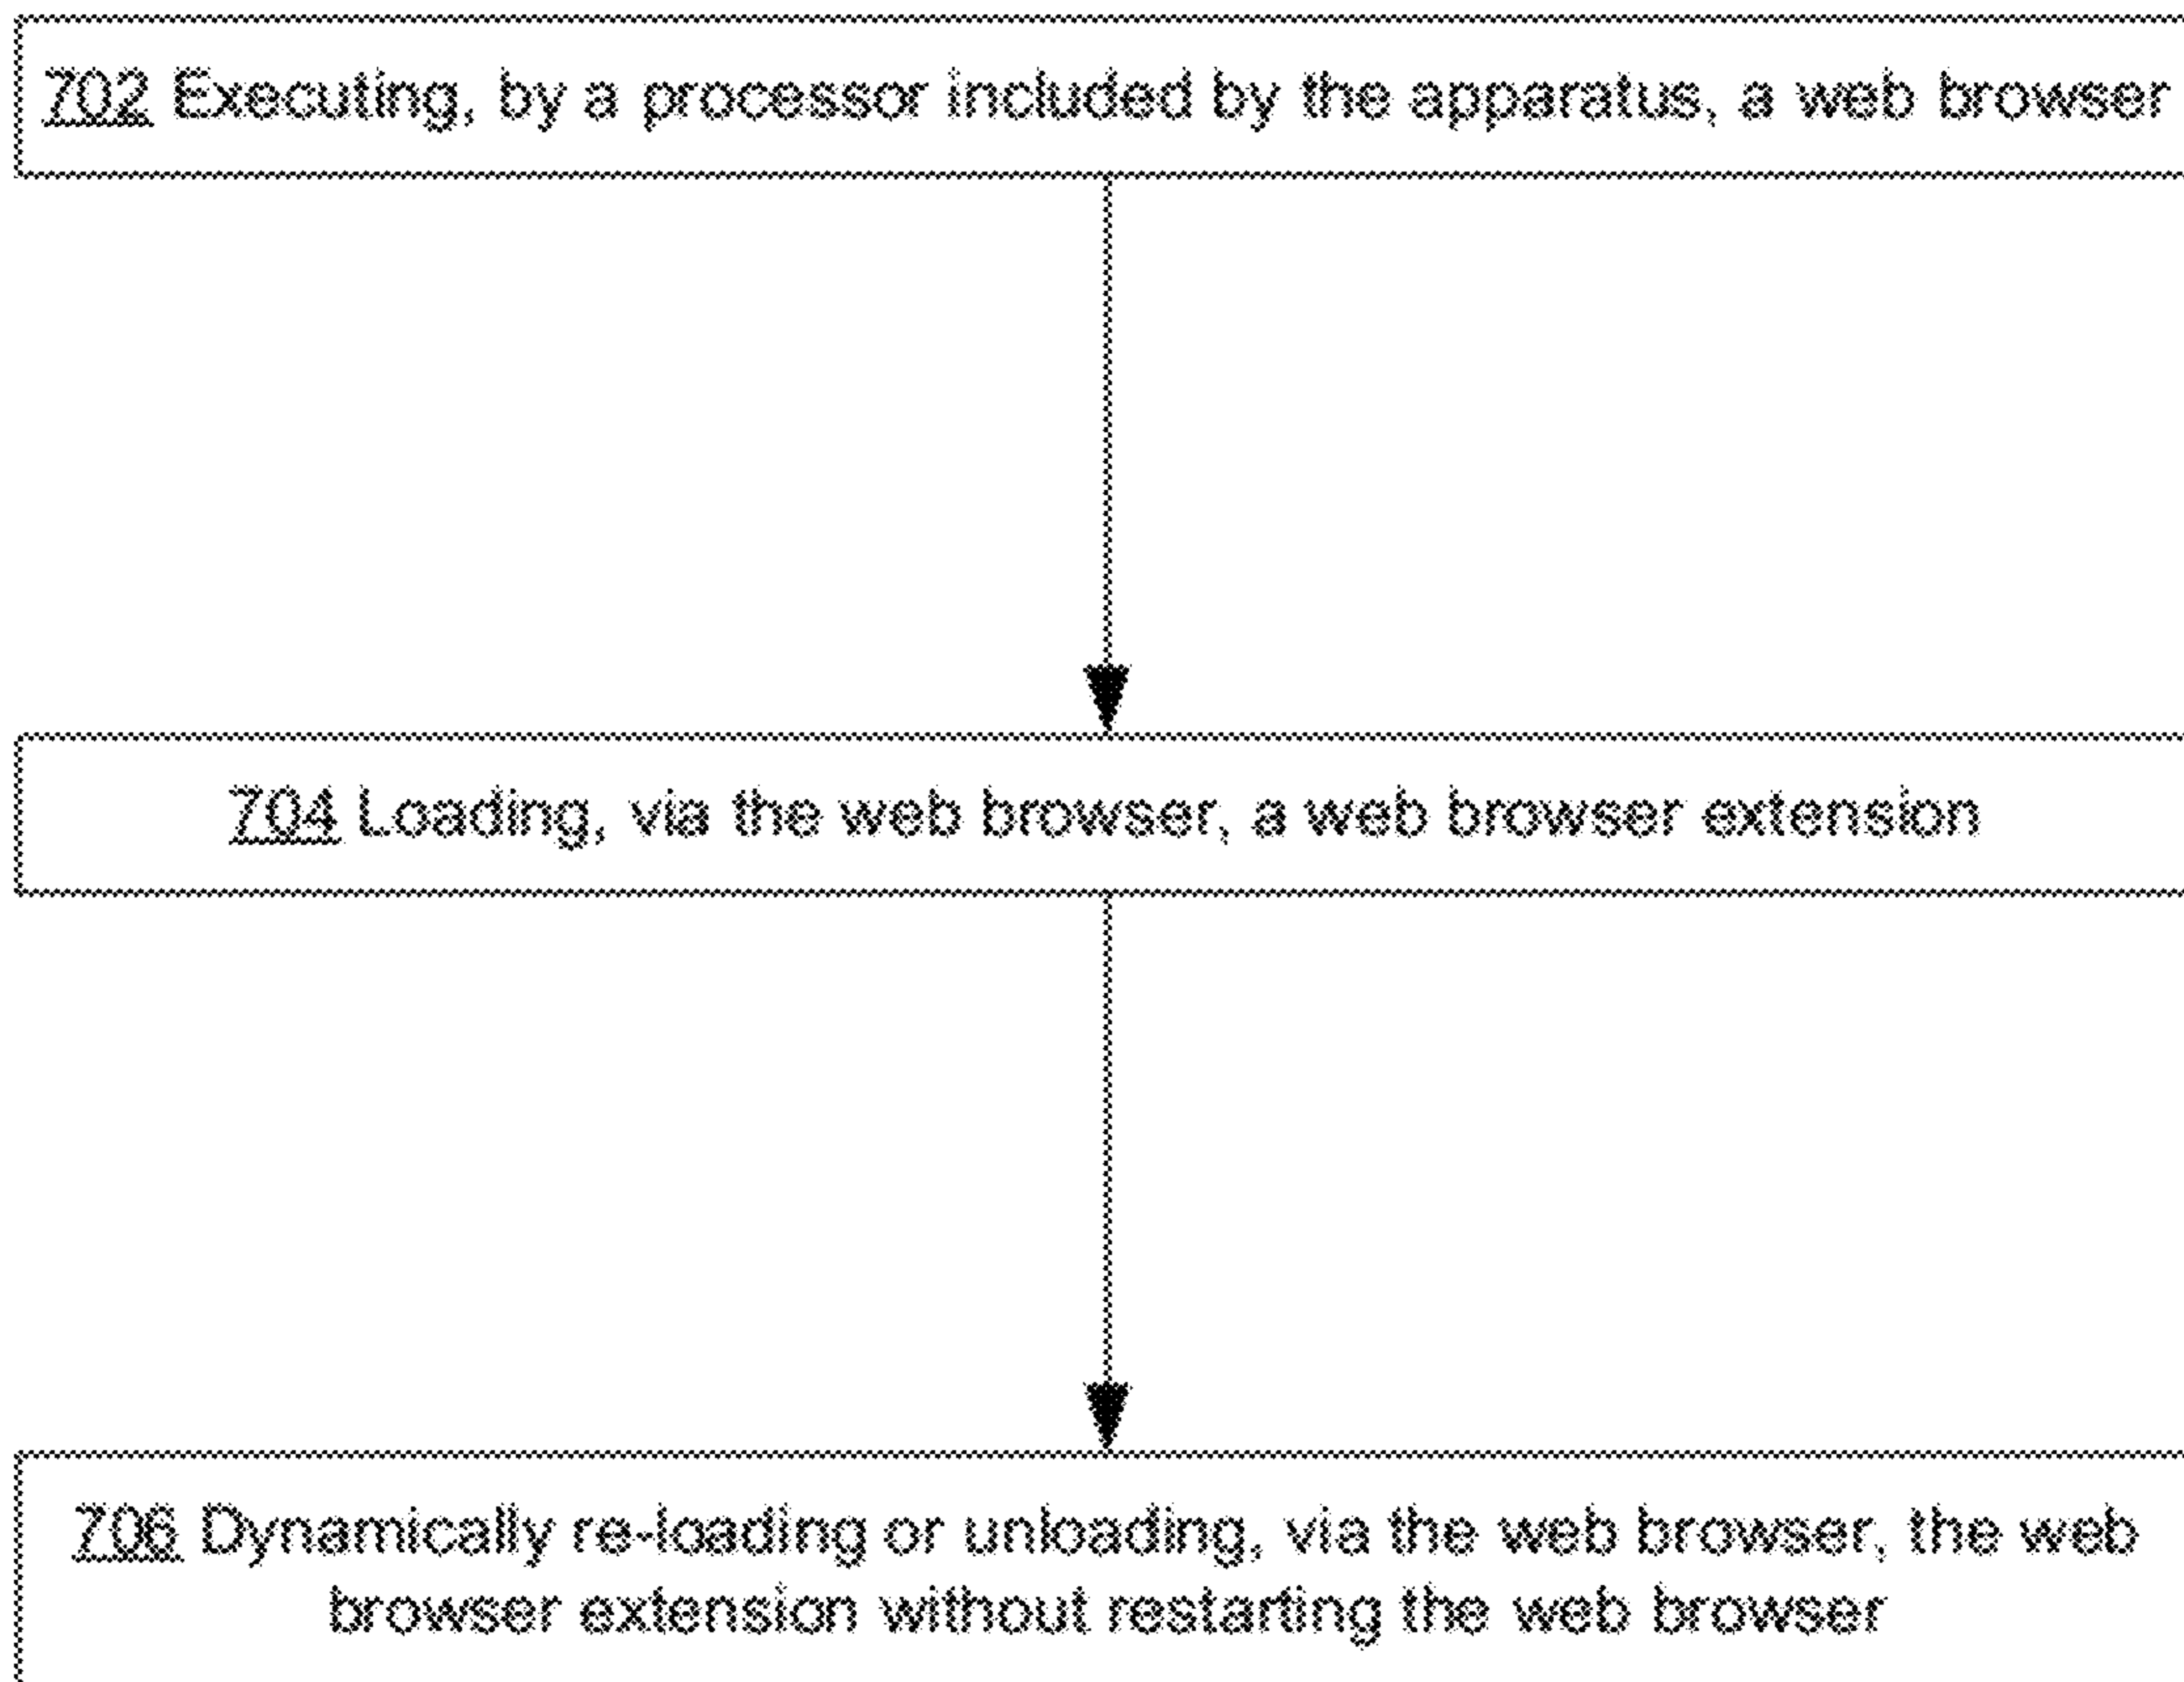 702 Executing, by a processor included by the apparatus, a web browser
704 Loading, via the web browser, a web browser extension
706 Dynamically re-loading or unloading, via the web browser, the web
browser extension without restarting the web browser